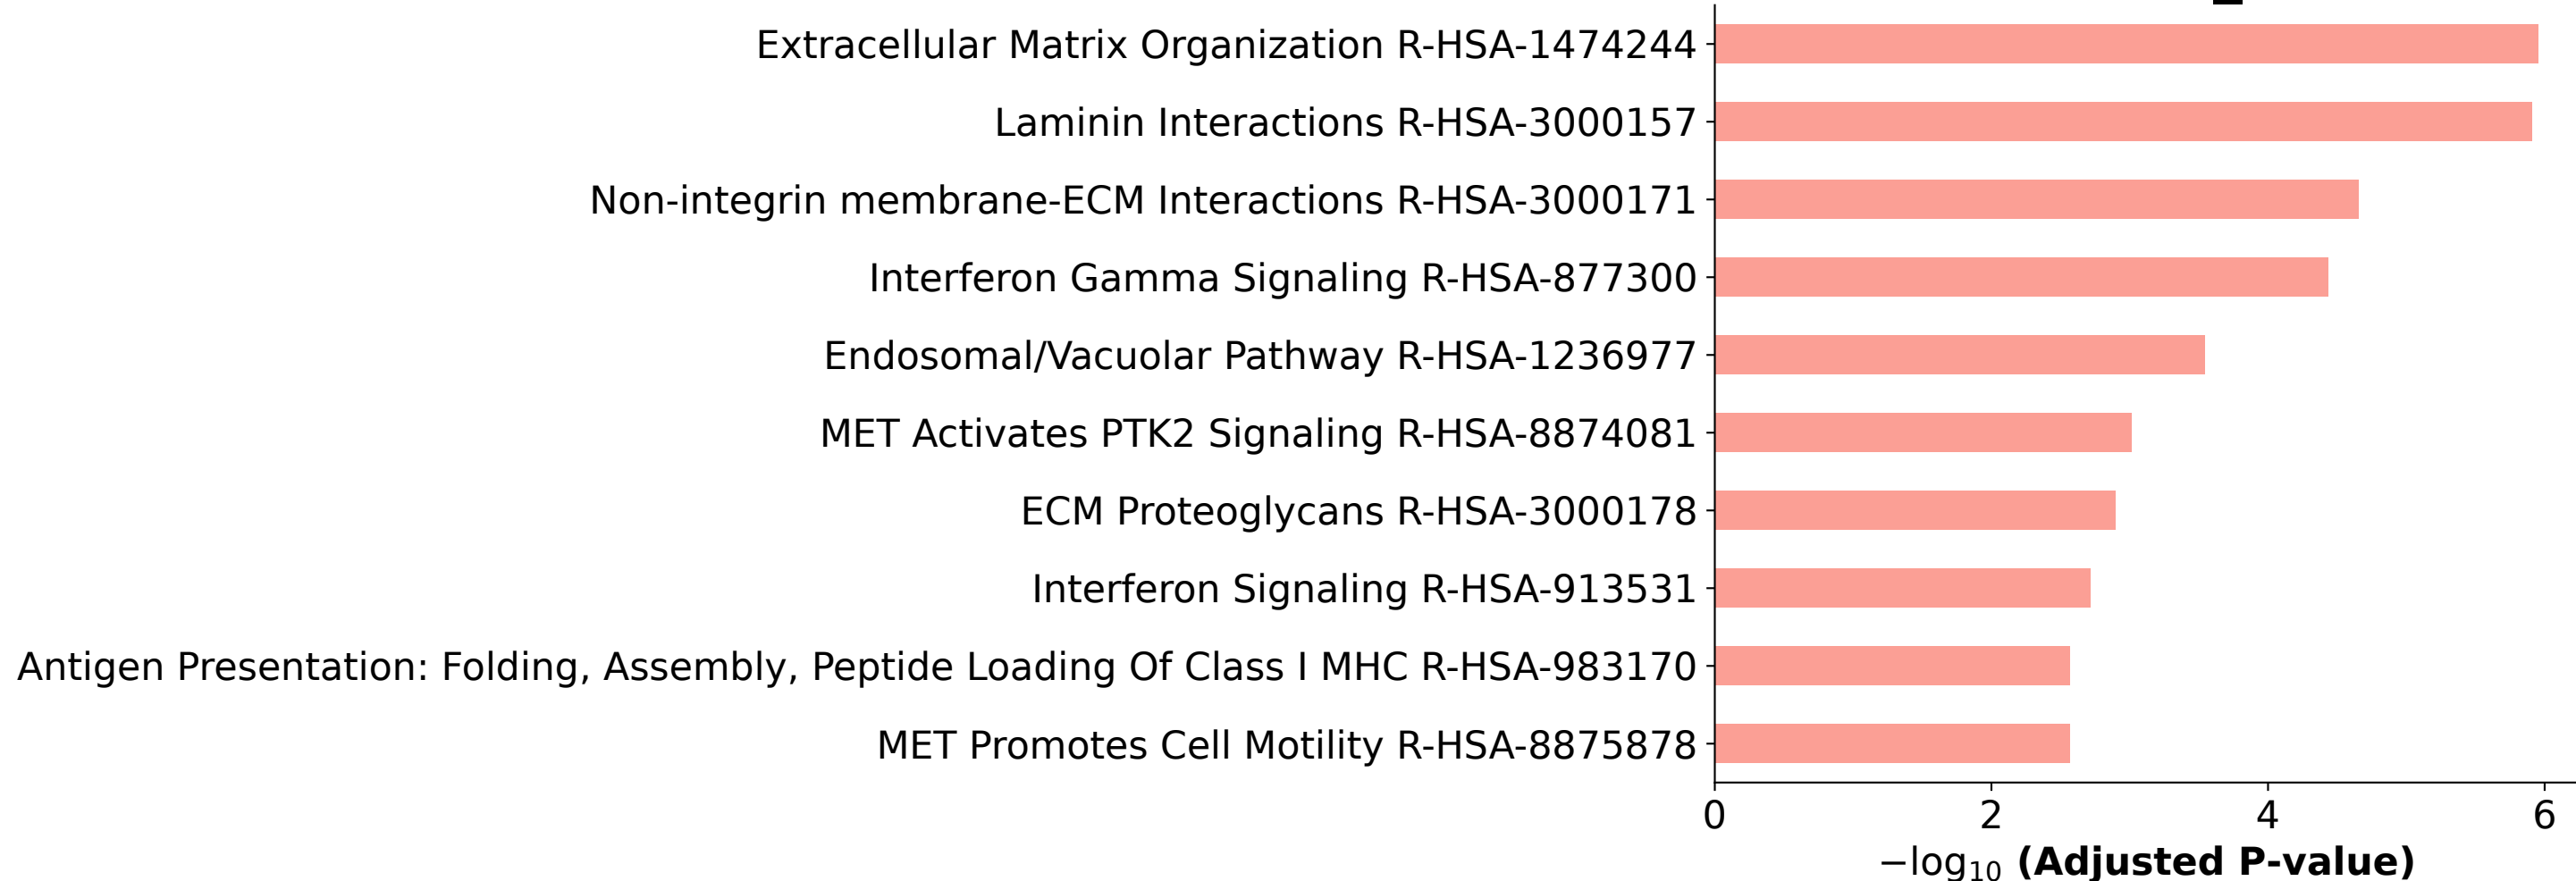 Extracellular Matrix Organization R-HSA-1474244
Laminin Interactions R-HSA-3000157
Non-integrin membrane-ECM Interactions R-HSA-3000171
Interferon Gamma Signaling R-HSA-877300
Endosomal/Vacuolar Pathway R-HSA-1236977
MET Activates PTK2 Signaling R-HSA-8874081
ECM Proteoglycans R-HSA-3000178
Interferon Signaling R-HSA-913531
Antigen Presentation: Folding, Assembly, Peptide Loading Of Class I MHC R-HSA-983170
MET Promotes Cell Motility R-HSA-8875878
0 2 4 6
−log₁₀ (Adjusted P-value)